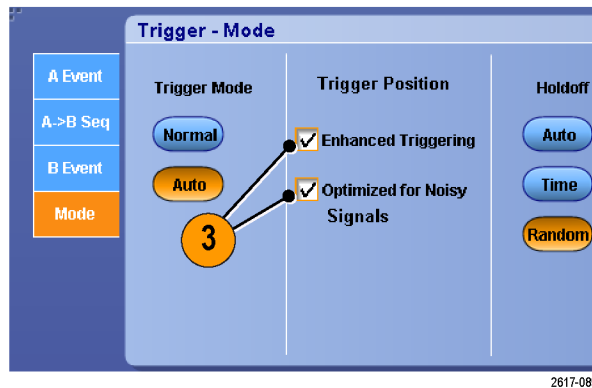 Trigger - Mode
A Event
A->B Seq
B Event
Mode
Trigger Mode
Normal
Auto
3
Trigger Position
Enhanced Triggering
Optimized for Noisy
Signals
Holdoff
Auto
Time
Random
2617-08